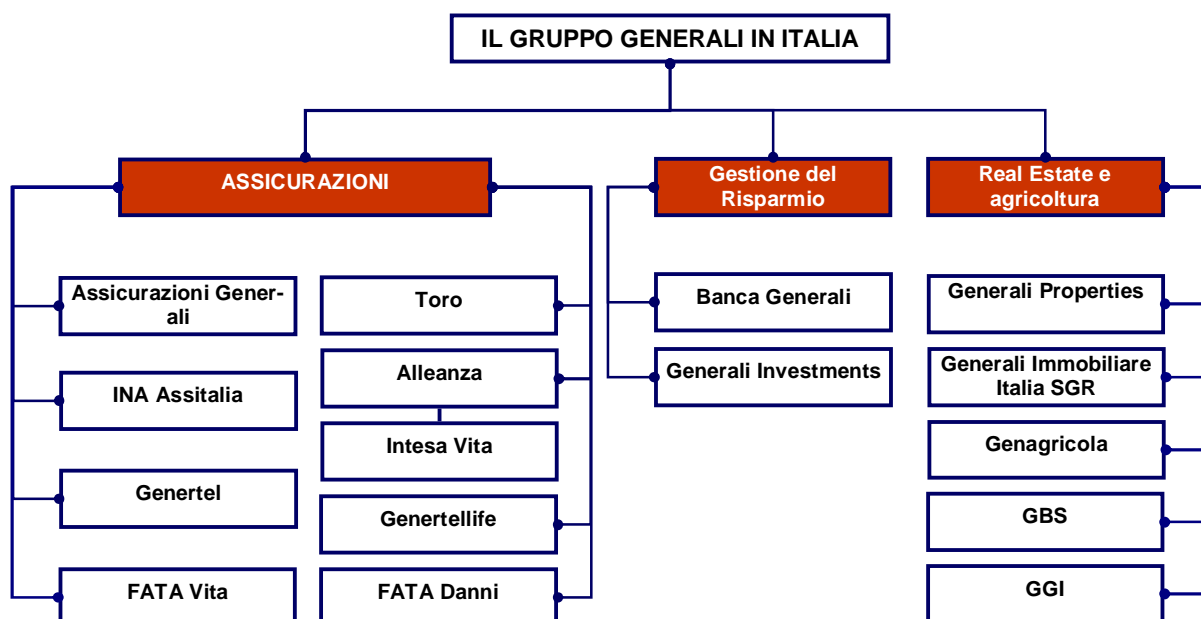 IL GRUPPO GENERALI IN ITALIA
ASSICURAZIONI
Gestione del
Risparmio
Real Estate e
agricoltura
Assicurazioni Gener-
ali
Toro
Banca Generali
Generali Properties
INA Assitalia
Alleanza
Generali Investments
Generali Immobiliare
Italia SGR
Intesa Vita
Genagricola
Genertel
Genertellife
GBS
FATA Vita
FATA Danni
GGI